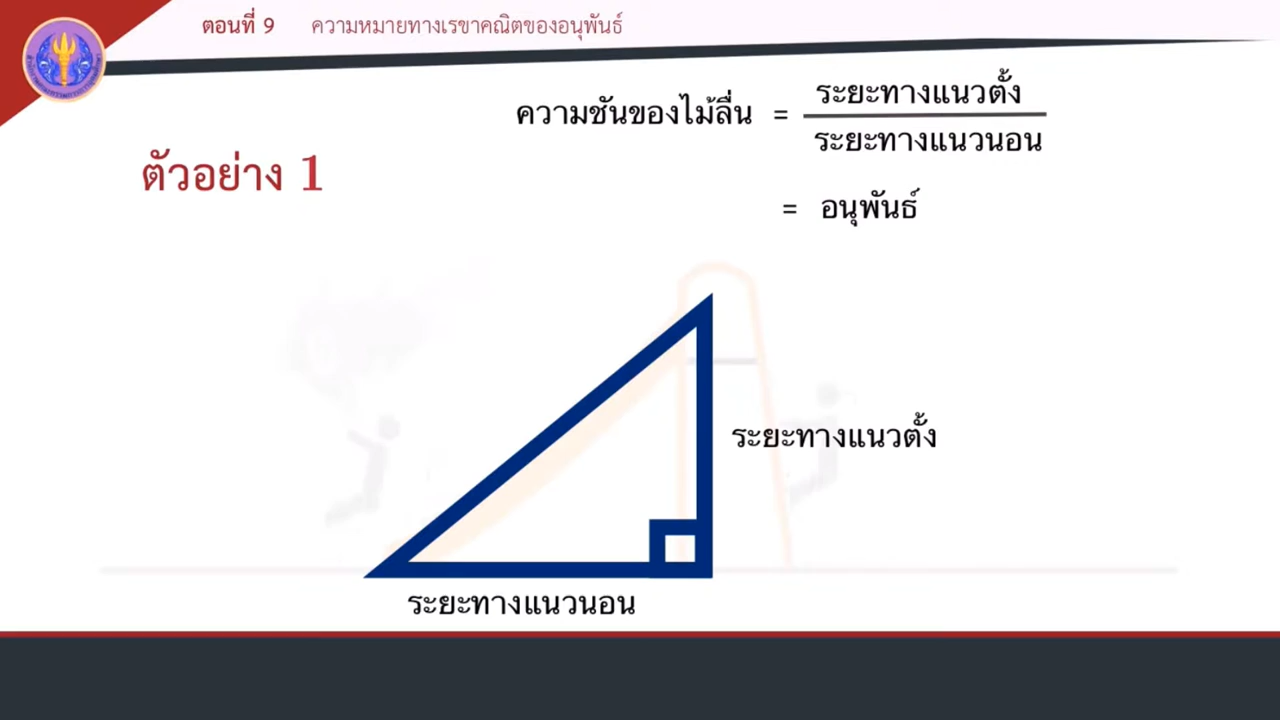 ตอนที่ 9 ความหมายทางเรขาคณิตของอนุพันธ์
ความชันของไม้ลื่น = ระยะทางแนวตั้ง
ระยะทางแนวนอน
= อนุพันธ์
ตัวอย่าง 1
ระยะทางแนวตั้ง
ระยะทางแนวนอน